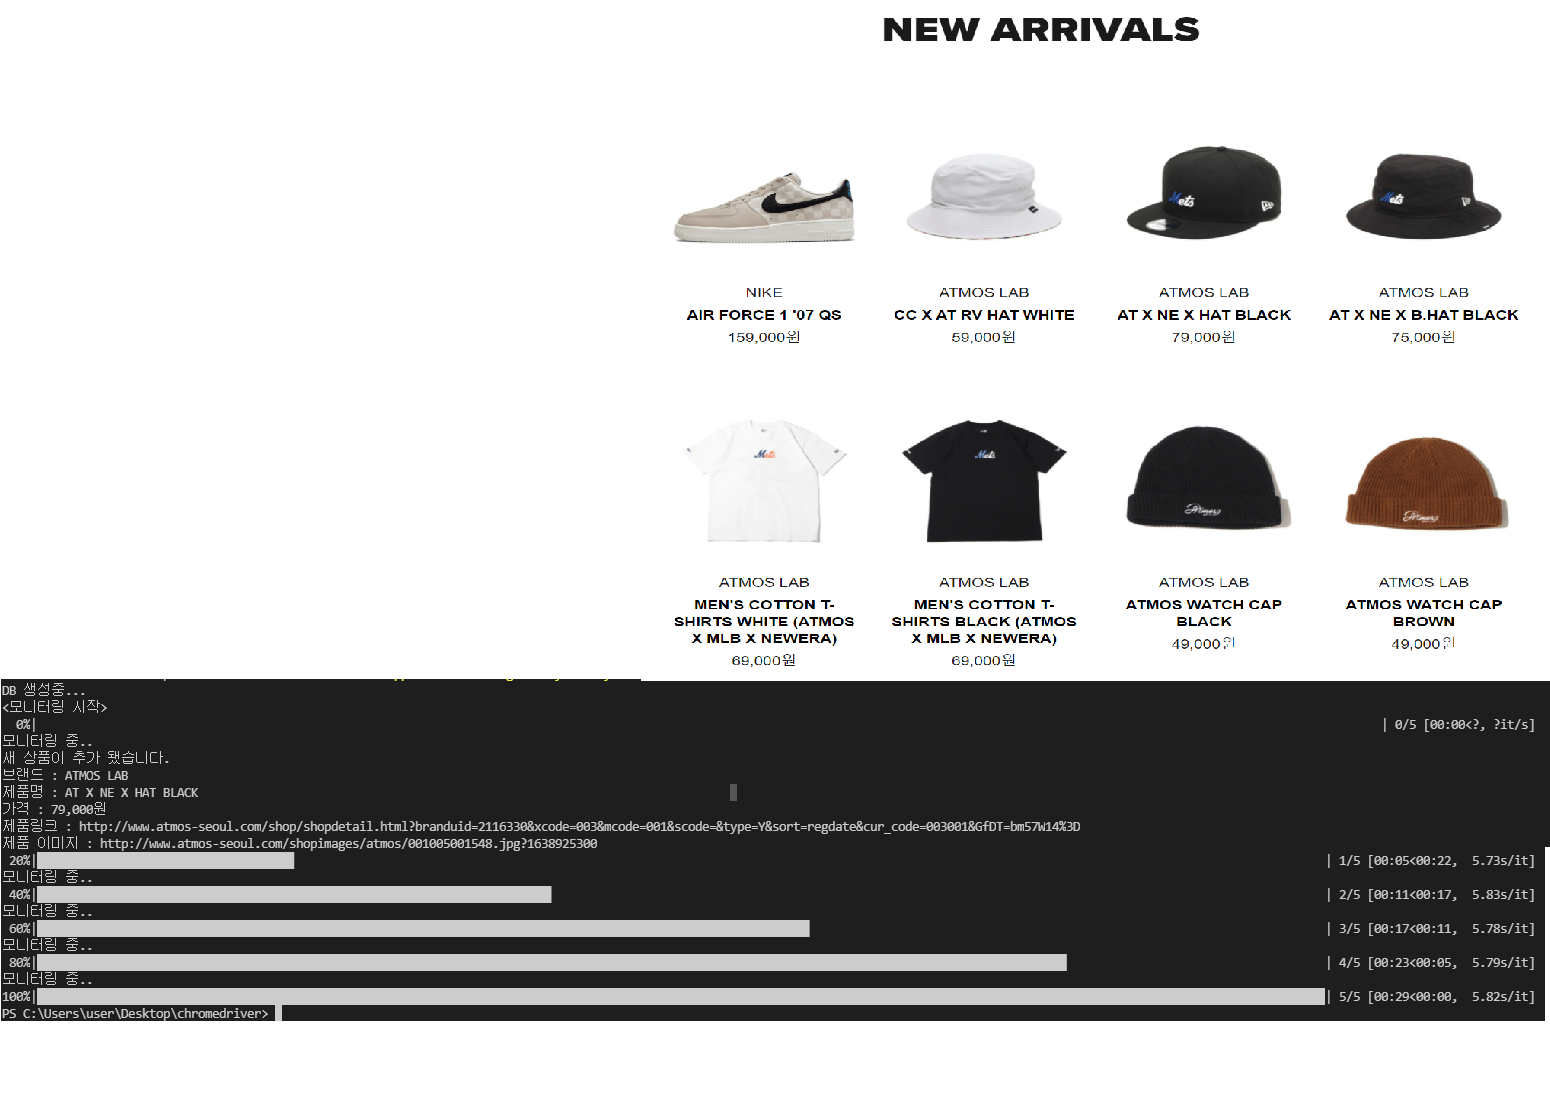 NEW ARRIVALS
Mets
Mets
NIKE
ATMOS LAB
ATMOS LAB
ATMOS LAB
AIR FORCE 1 '07 QS
CC X AT RV HAT WHITE
AT X NE X HAT BLACK
AT X NE X B.HAT BLACK
159,000원
59,000원
79,000원
75,000원
Mets
Mets
Atmos
Atmos
ATMOS LAB
ATMOS LAB
ATMOS LAB
ATMOS LAB
MEN'S COTTON T-
SHIRTS WHITE (ATMOS
X MLB X NEWERA)
MEN'S COTTON T-
SHIRTS BLACK (ATMOS
X MLB X NEWERA)
ATMOS WATCH CAP
BLACK
ATMOS WATCH CAP
BROWN
69,000원
69,000원
49,000원
49,000원
DB 생성중...
<모니터링 시작>
0%| | 0/5 [00:00<?, ?it/s]
모니터링 중..
새 상품이 추가 됐습니다.
브랜드 : ATMOS LAB
제품명 : AT X NE X HAT BLACK
가격 : 79,000원
제품링크 : http://www.atmos-seoul.com/shop/shopdetail.html?branduid=2116330&xcode=003&mcode=001&scode=&type=Y&sort=regdate&cur_code=003001&GfDT=bm57W14%3D
제품 이미지 : http://www.atmos-seoul.com/shopimages/atmos/001005001548.jpg?1638925300
20%| | 1/5 [00:05<00:22, 5.73s/it]
모니터링 중..
40%| | 2/5 [00:11<00:17, 5.83s/it]
모니터링 중..
60%| | 3/5 [00:17<00:11, 5.78s/it]
모니터링 중..
80%| | 4/5 [00:23<00:05, 5.79s/it]
모니터링 중..
100%| | 5/5 [00:29<00:00, 5.82s/it]
PS C:\Users\user\Desktop\chromedriver>